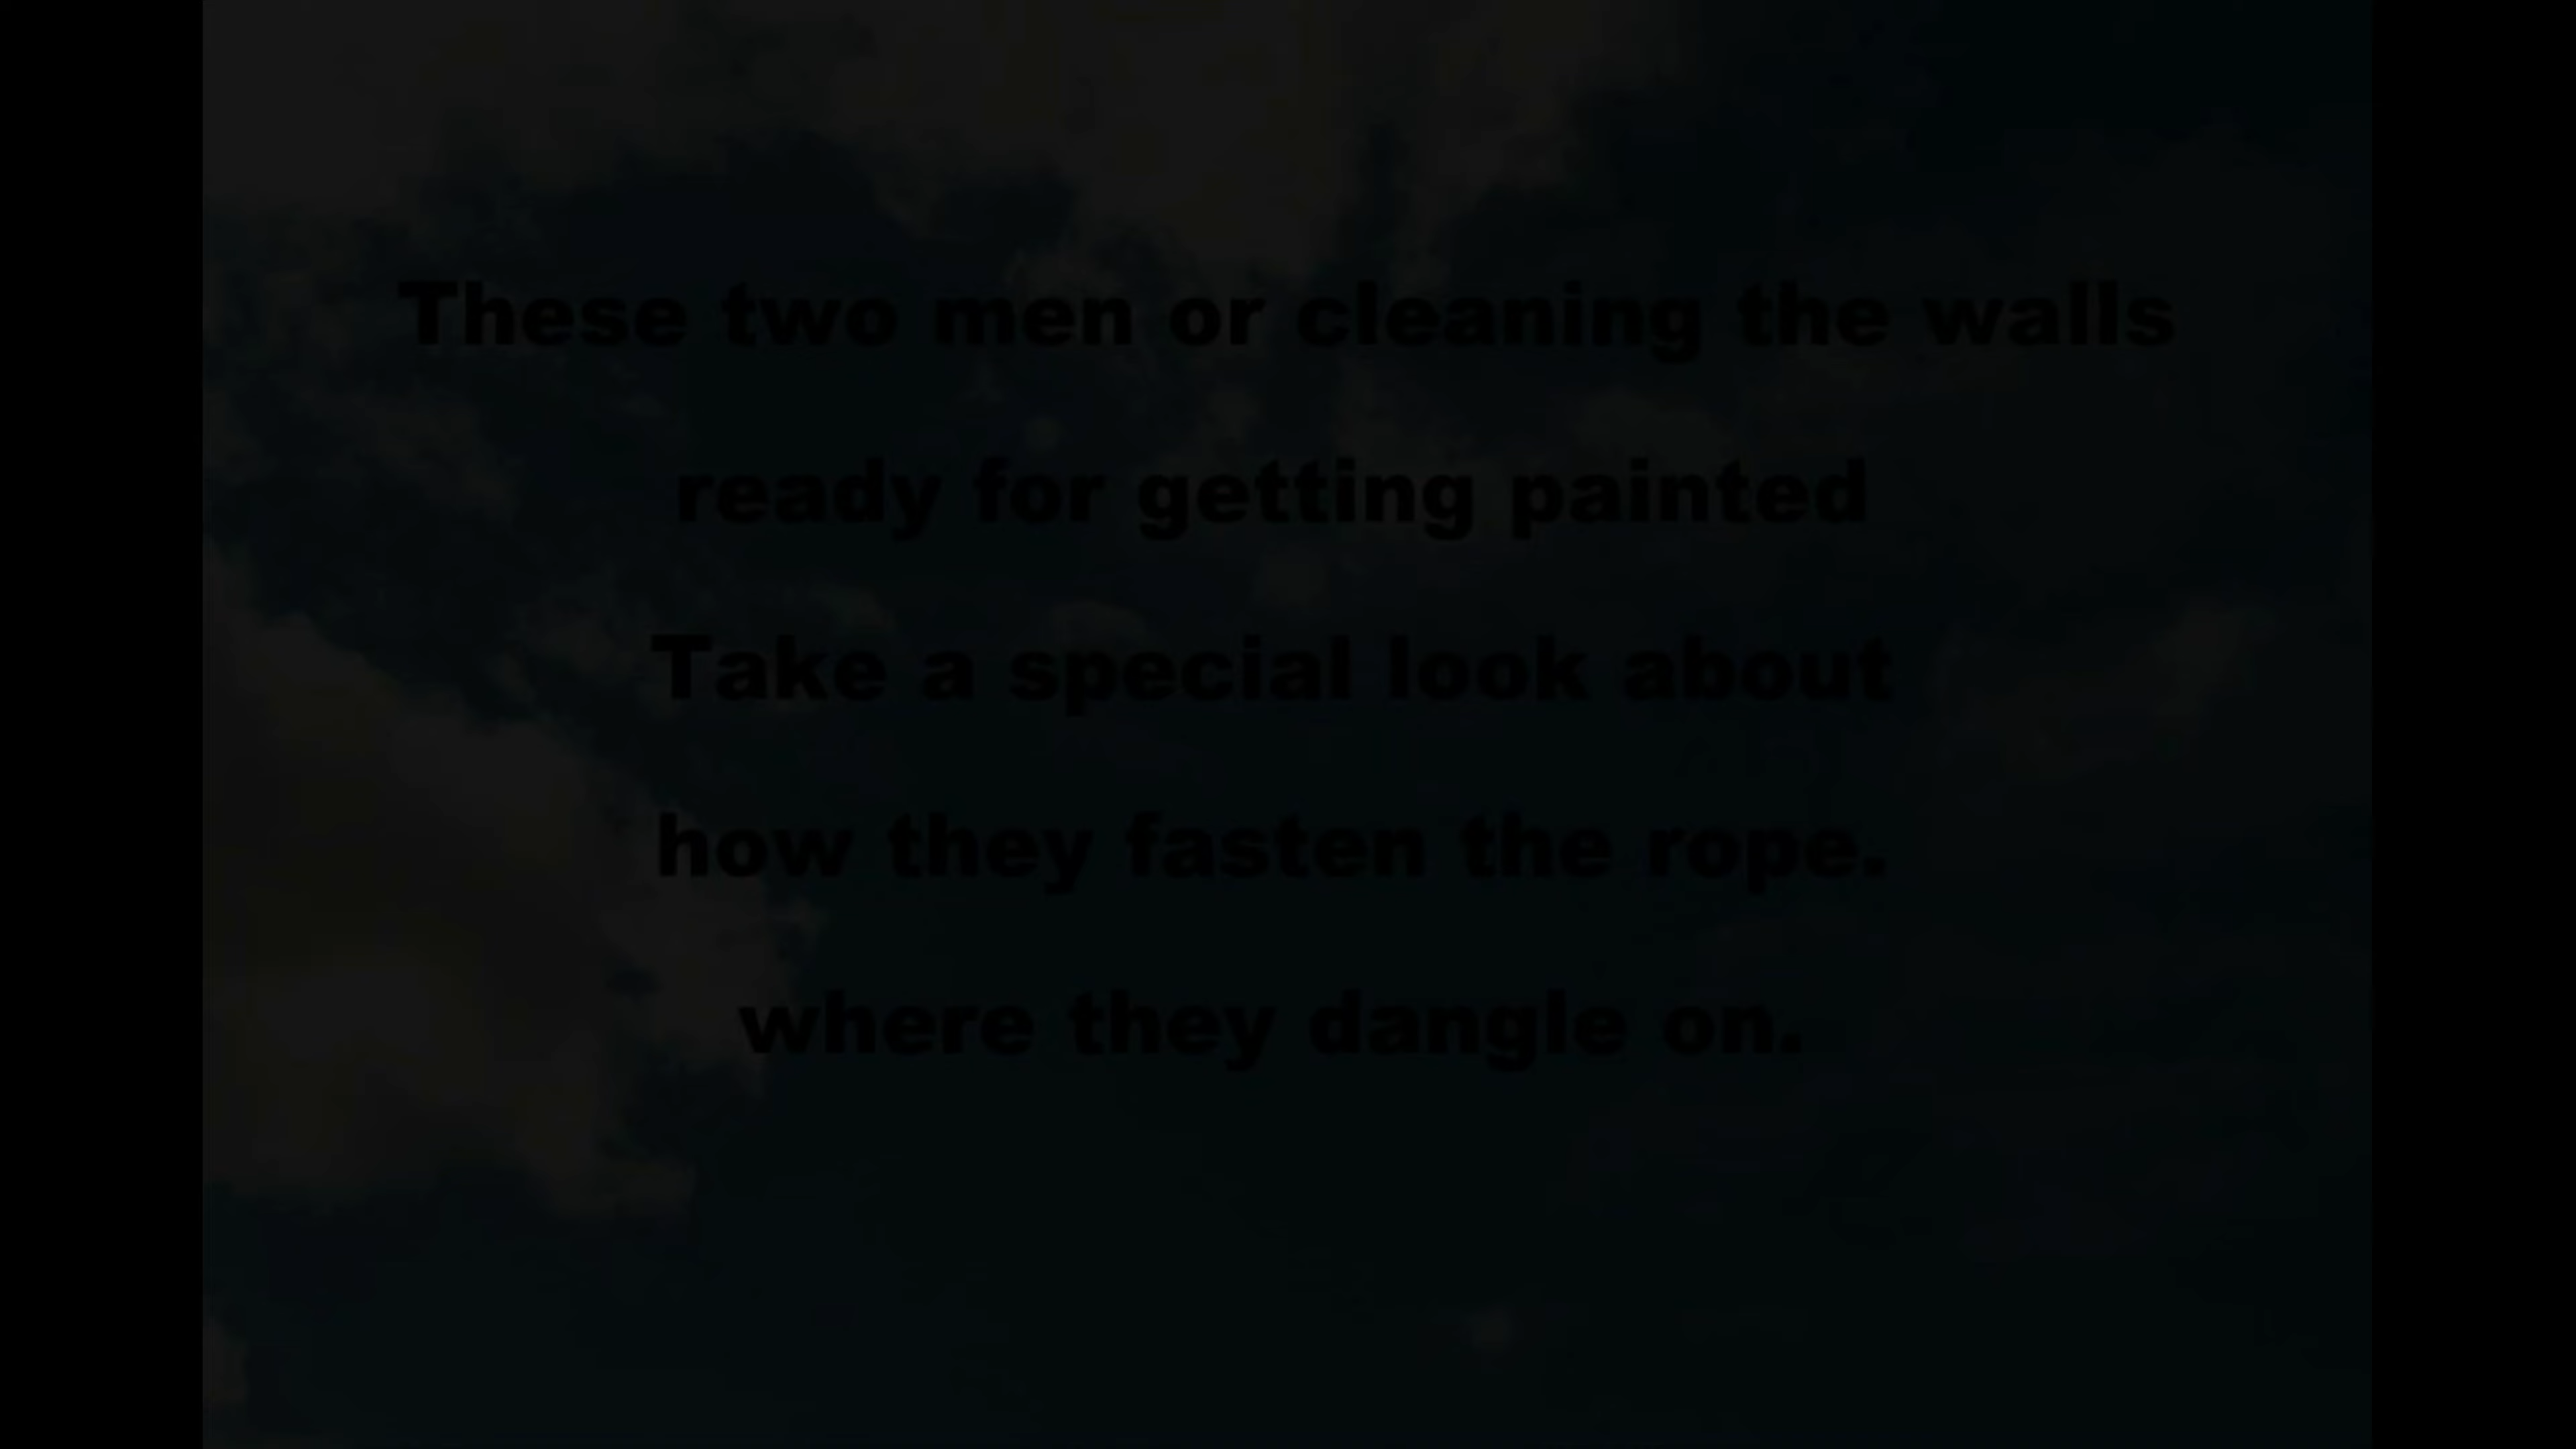 These two men or cleaning the walls
ready for getting painted
Take a special look about
how they fasten the rope.
where they dangle on.